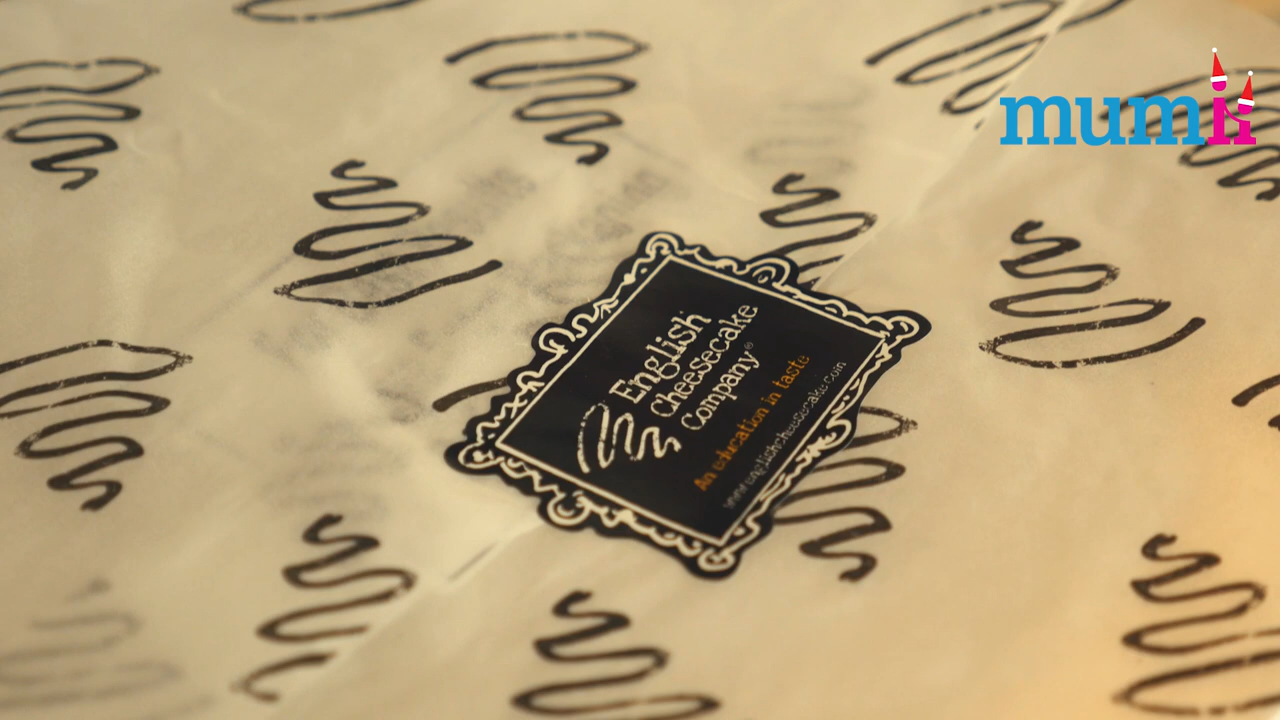 mumii
English
Cheesecake
Company®
An education in taste
www.englishcheesecake.com